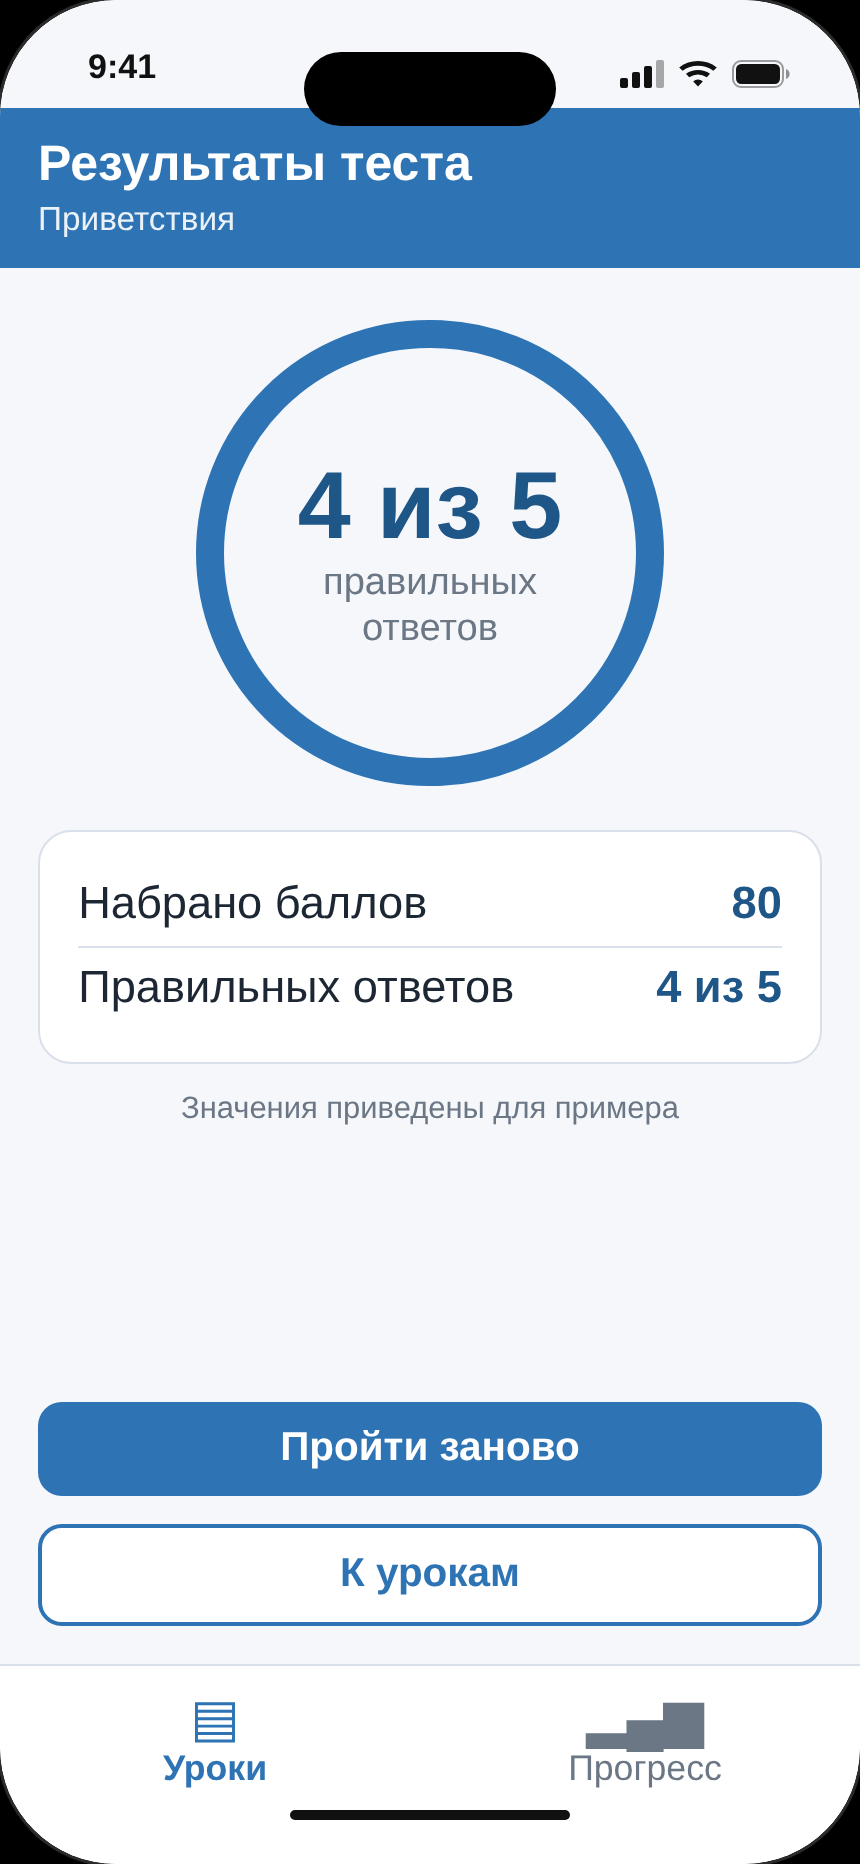 9:41
Результаты теста
Приветствия
4 из 5
правильных
ответов
Набрано баллов 80
Правильных ответов 4 из 5
Значения приведены для примера
Пройти заново
К урокам
Уроки Прогресс